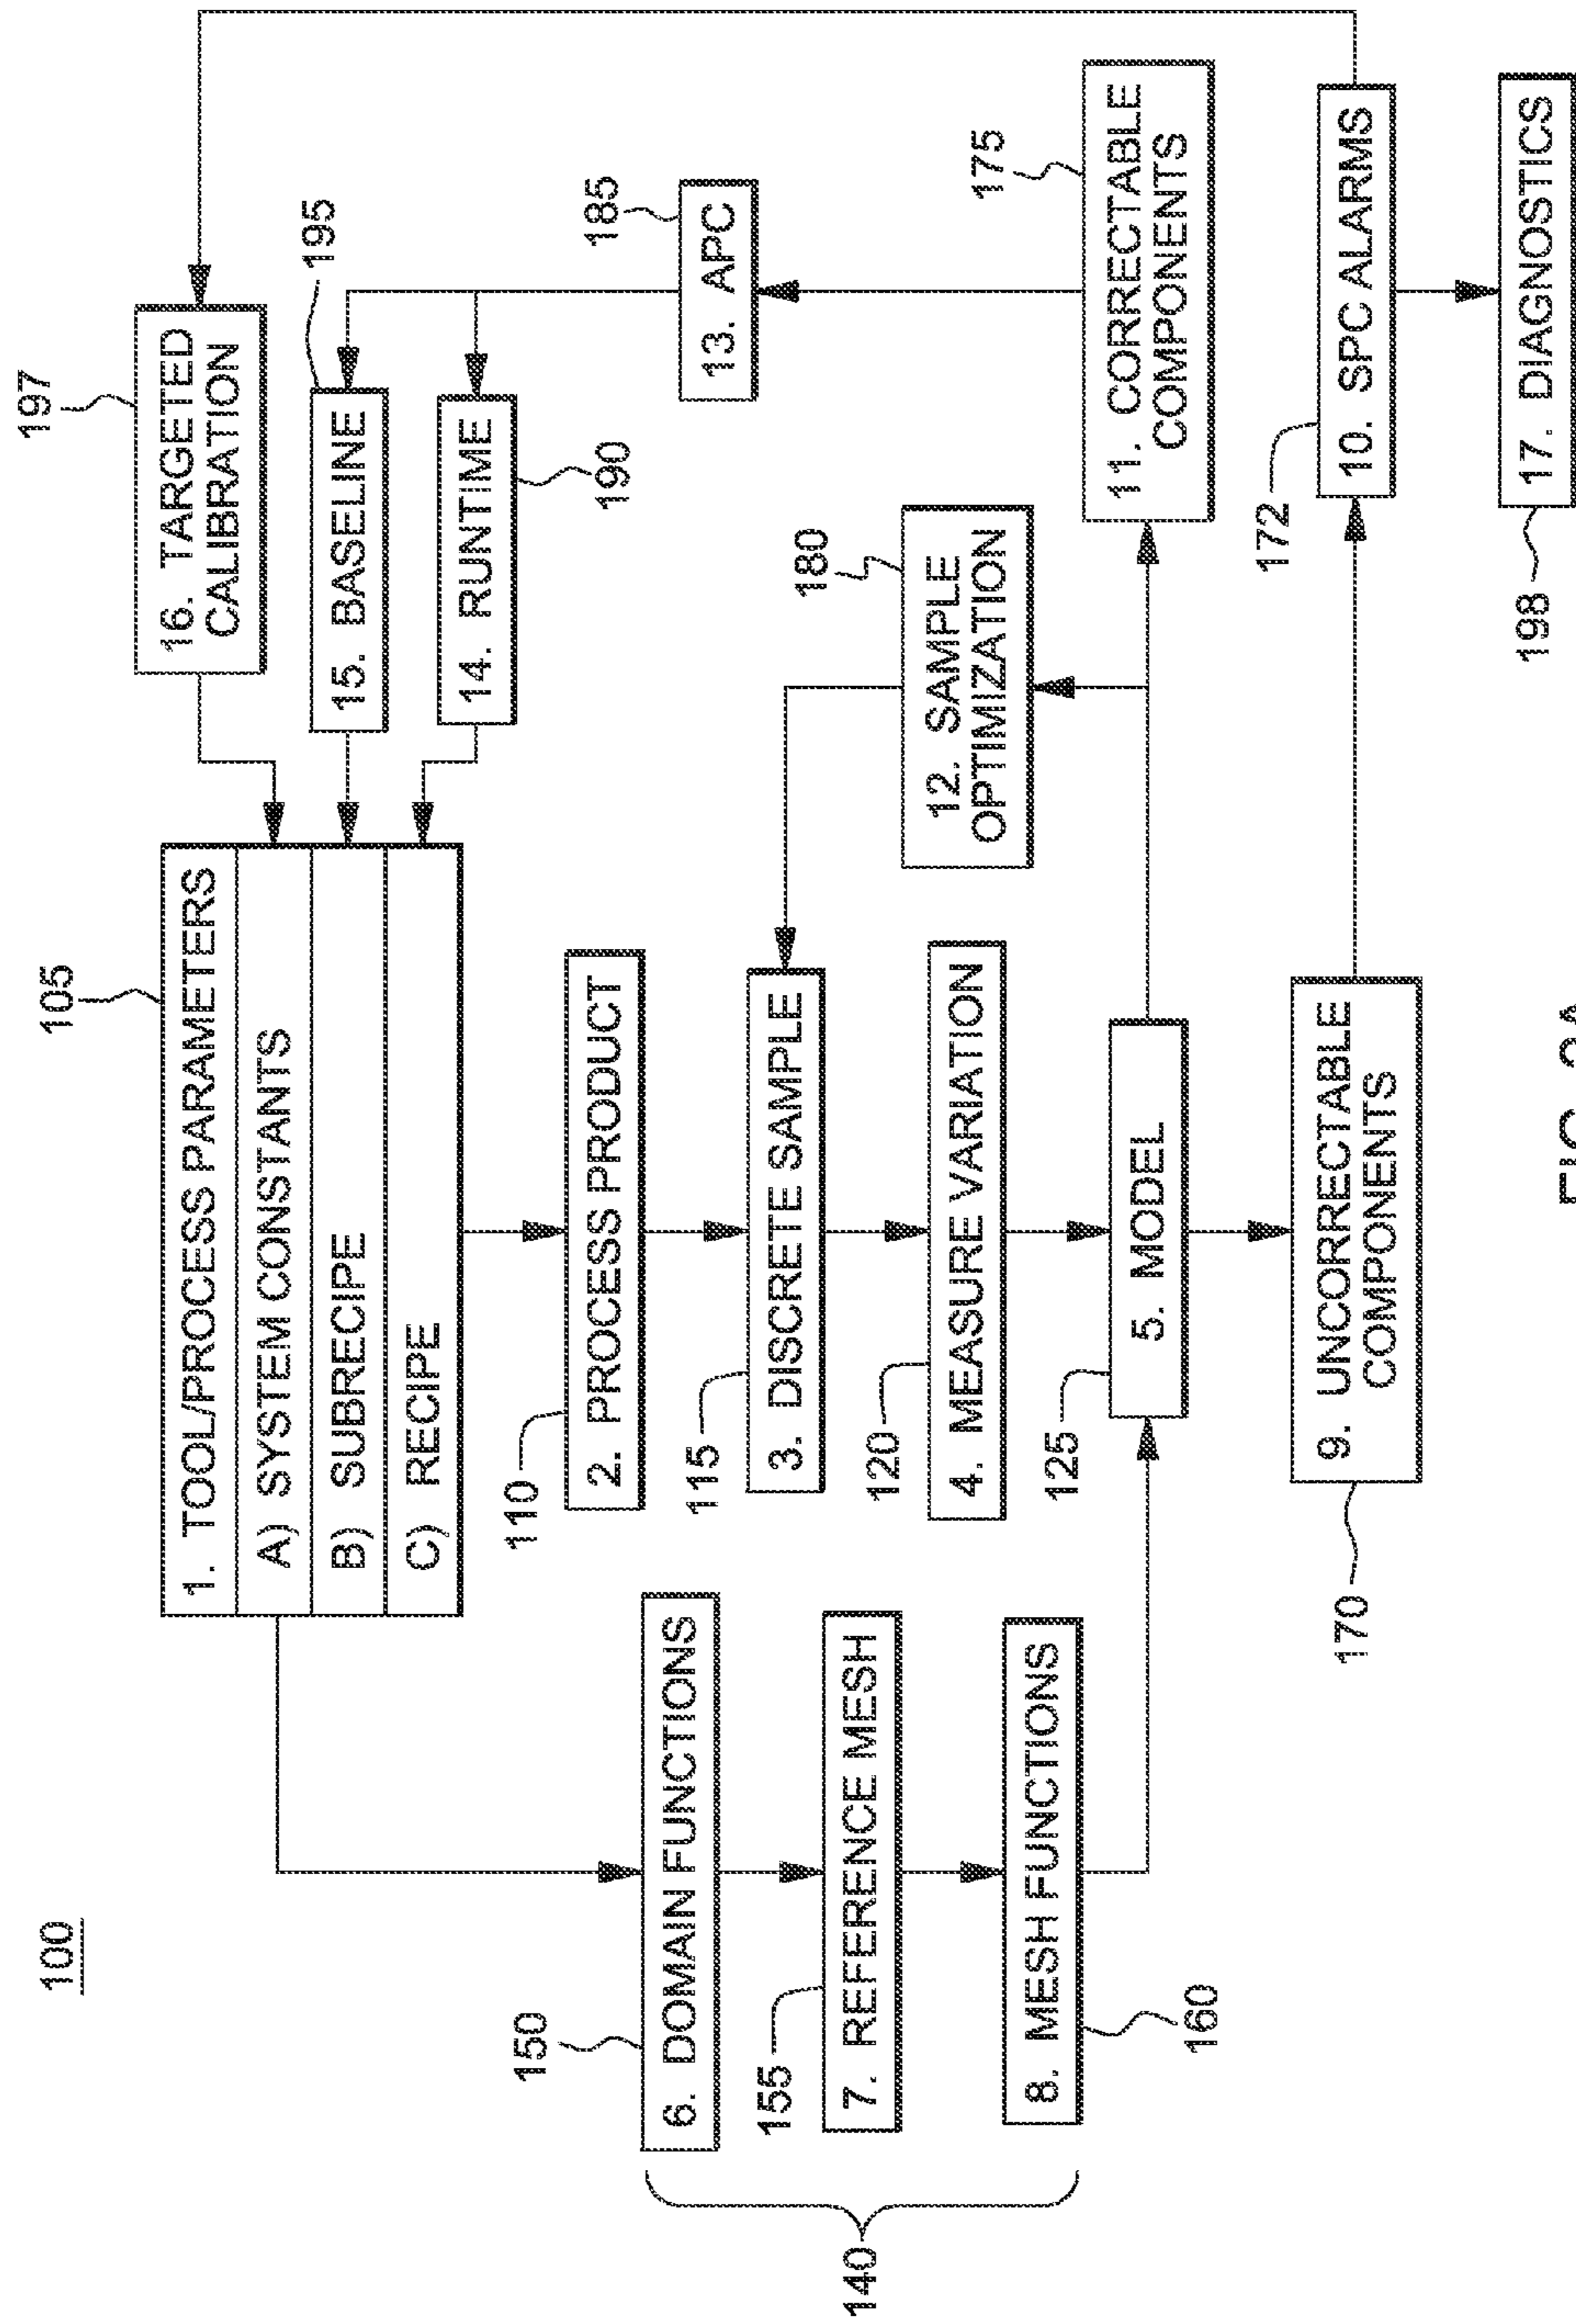 100
105
1. TOOL/PROCESS PARAMETERS
A) SYSTEM CONSTANTS
B) SUBRECIPE
C) RECIPE
197
16. TARGETED
CALIBRATION
195
15. BASELINE
14. RUNTIME
190
185
13. APC
110
2. PROCESS PRODUCT
150
6. DOMAIN FUNCTIONS
115
3. DISCRETE SAMPLE
180
12. SAMPLE
OPTIMIZATION
155
7. REFERENCE MESH
120
4. MEASURE VARIATION
140
8. MESH FUNCTIONS
160
125
5. MODEL
175
11. CORRECTABLE
COMPONENTS
170
9. UNCORRECTABLE
COMPONENTS
172
10. SPC ALARMS
198
17. DIAGNOSTICS